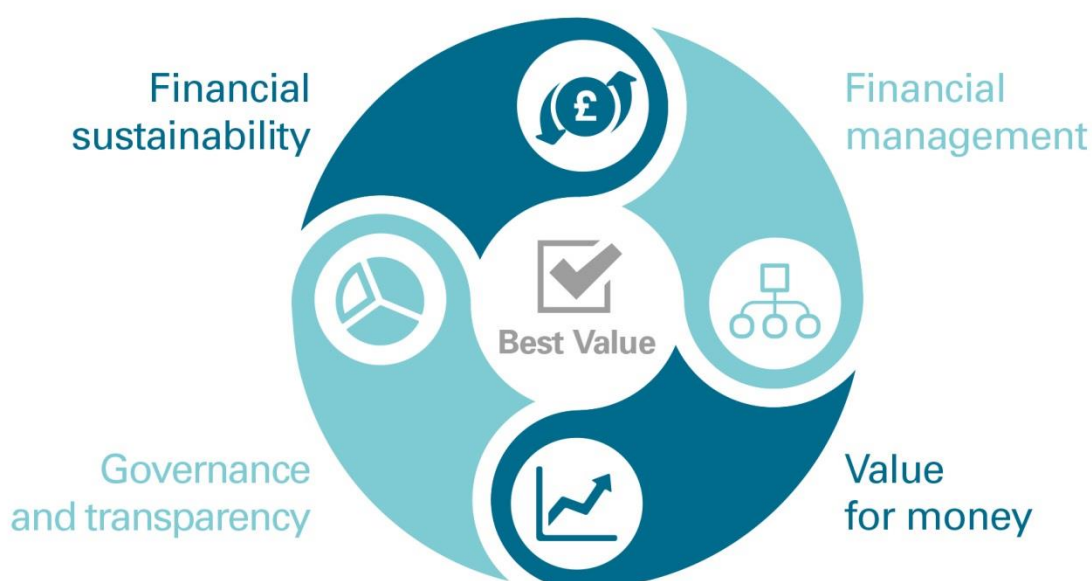 Financial
sustainability
Financial
management
£
Best Value
Governance
and transparency
Value
for money